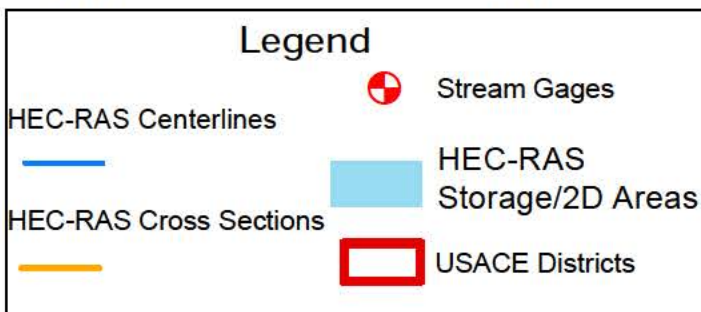 Legend
HEC-RAS Centerlines
HEC-RAS Cross Sections
Stream Gages
HEC-RAS
Storage/2D Areas
USACE Districts